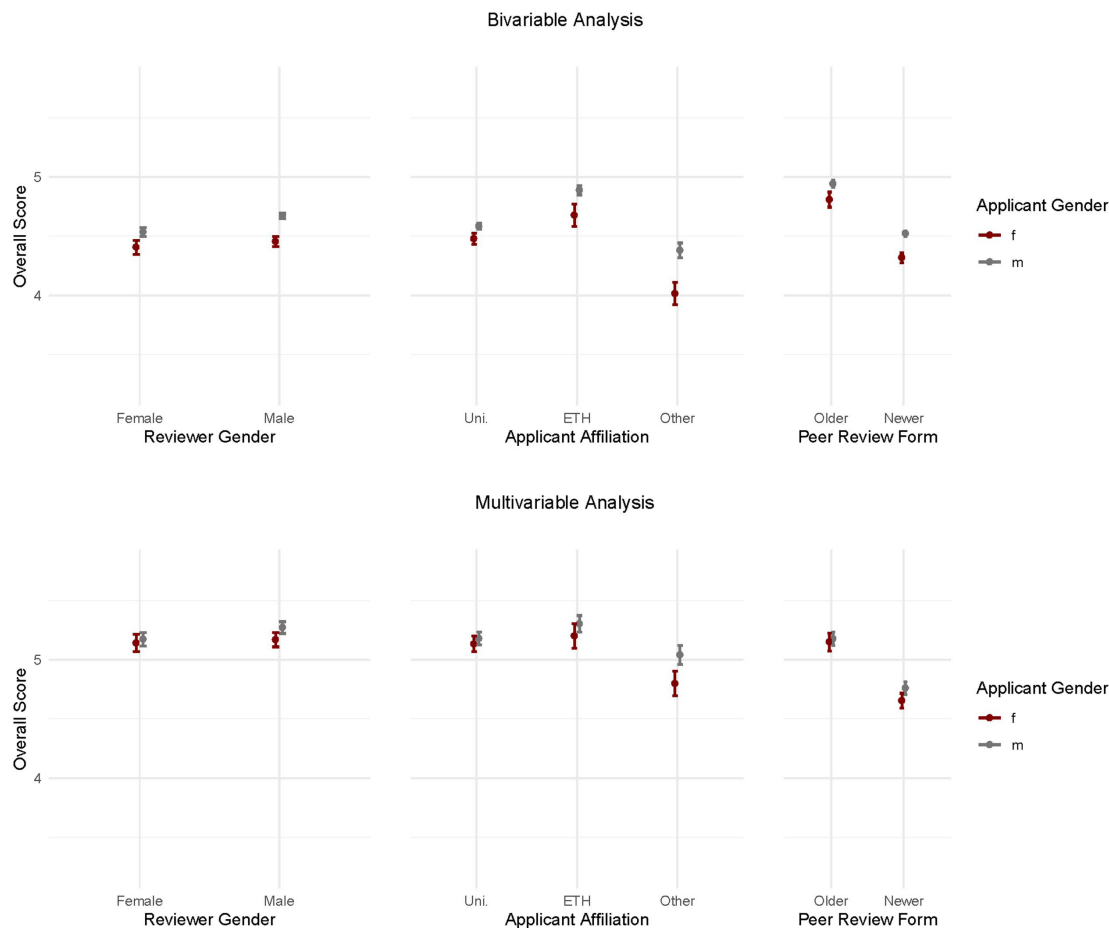 Bivariable Analysis
Overall Score
5
4
Female Male
Reviewer Gender
Uni. ETH Other
Applicant Affiliation
Older Newer
Peer Review Form
Applicant Gender
f
m
Multivariable Analysis
Overall Score
5
4
Female Male
Reviewer Gender
Uni. ETH Other
Applicant Affiliation
Older Newer
Peer Review Form
Applicant Gender
f
m